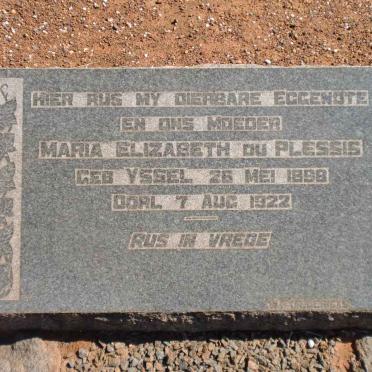 HIER RUS MY DIERBARE EGGENOTE
EN ONS MOEDER
MARIA ELIZABETH DU PLESSIS
GEB YSSEL 26 MEI 1868
OORL 7 AUG 1922
RUS IN VREDE